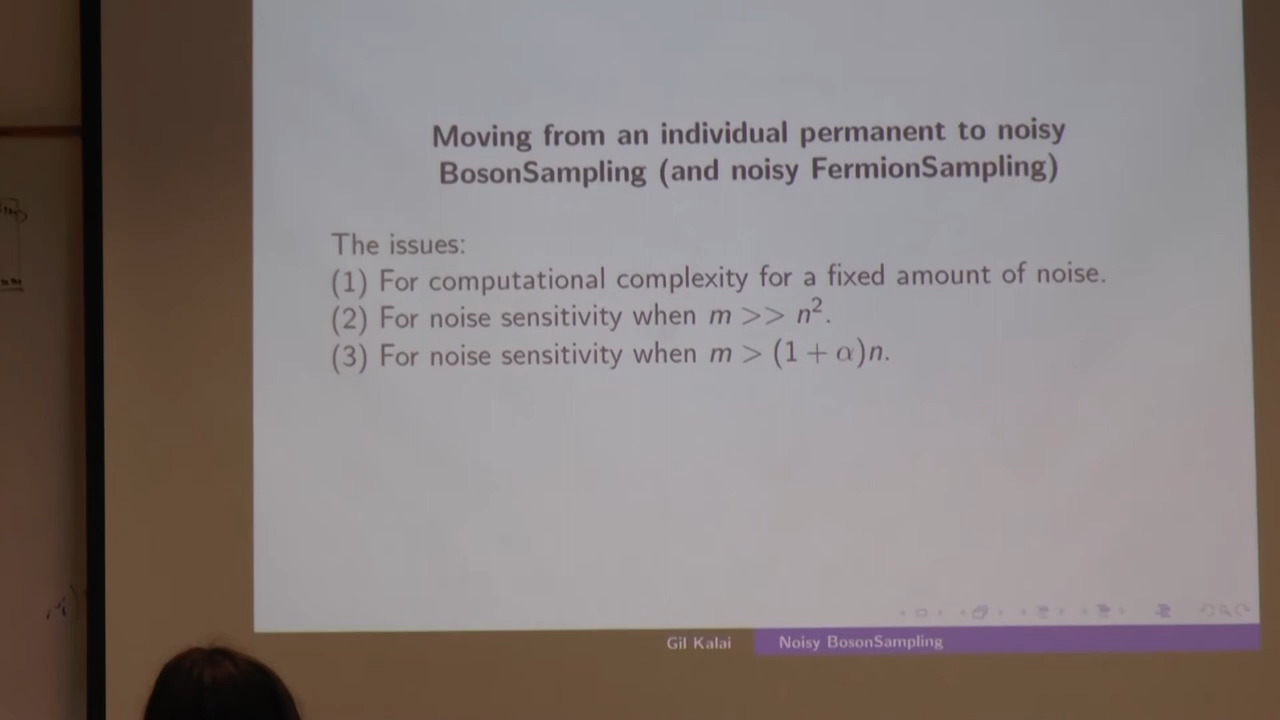 Moving from an individual permanent to noisy
BosonSampling (and noisy FermionSampling)
The issues:
(1) For computational complexity for a fixed amount of noise.
(2) For noise sensitivity when m >> n².
(3) For noise sensitivity when m > (1 + α)n.
Gil Kalai
Noisy BosonSampling